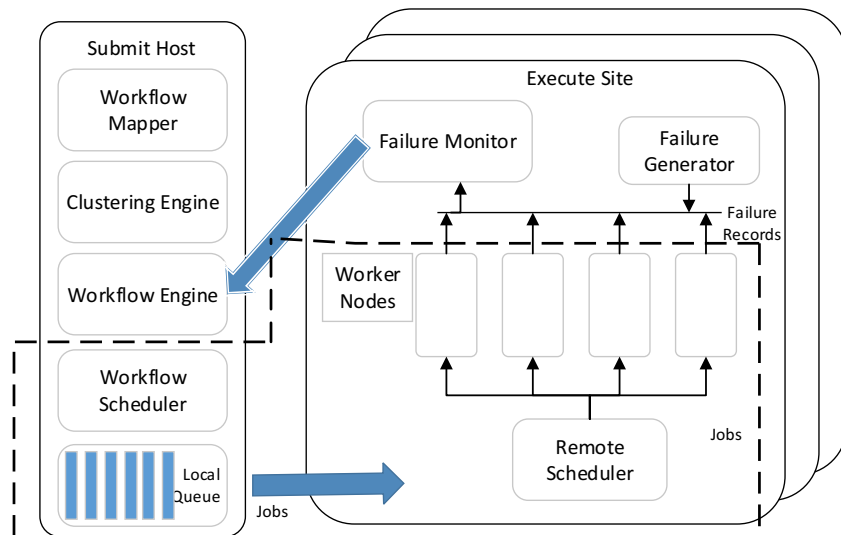 Submit Host
Workflow
Mapper
Clustering Engine
Workflow Engine
Workflow
Scheduler
Local
Queue
Jobs
Execute Site
Failure Monitor
Failure
Generator
Failure
Records
Worker
Nodes
Remote
Scheduler
Jobs